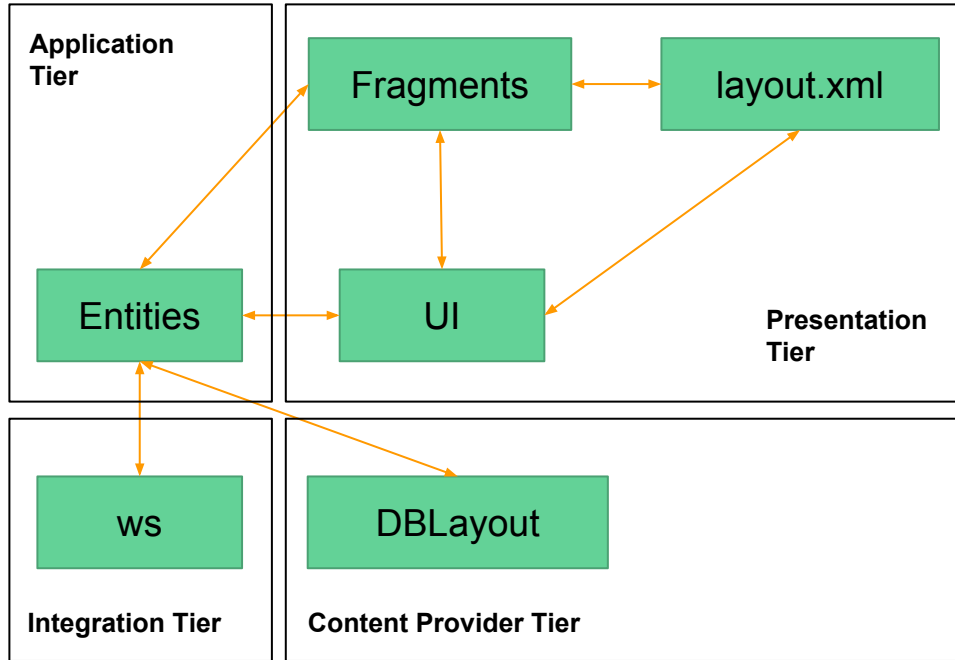 Application
Tier
Fragments
layout.xml
Entities
UI
Presentation
Tier
ws
DBLayout
Integration Tier
Content Provider Tier